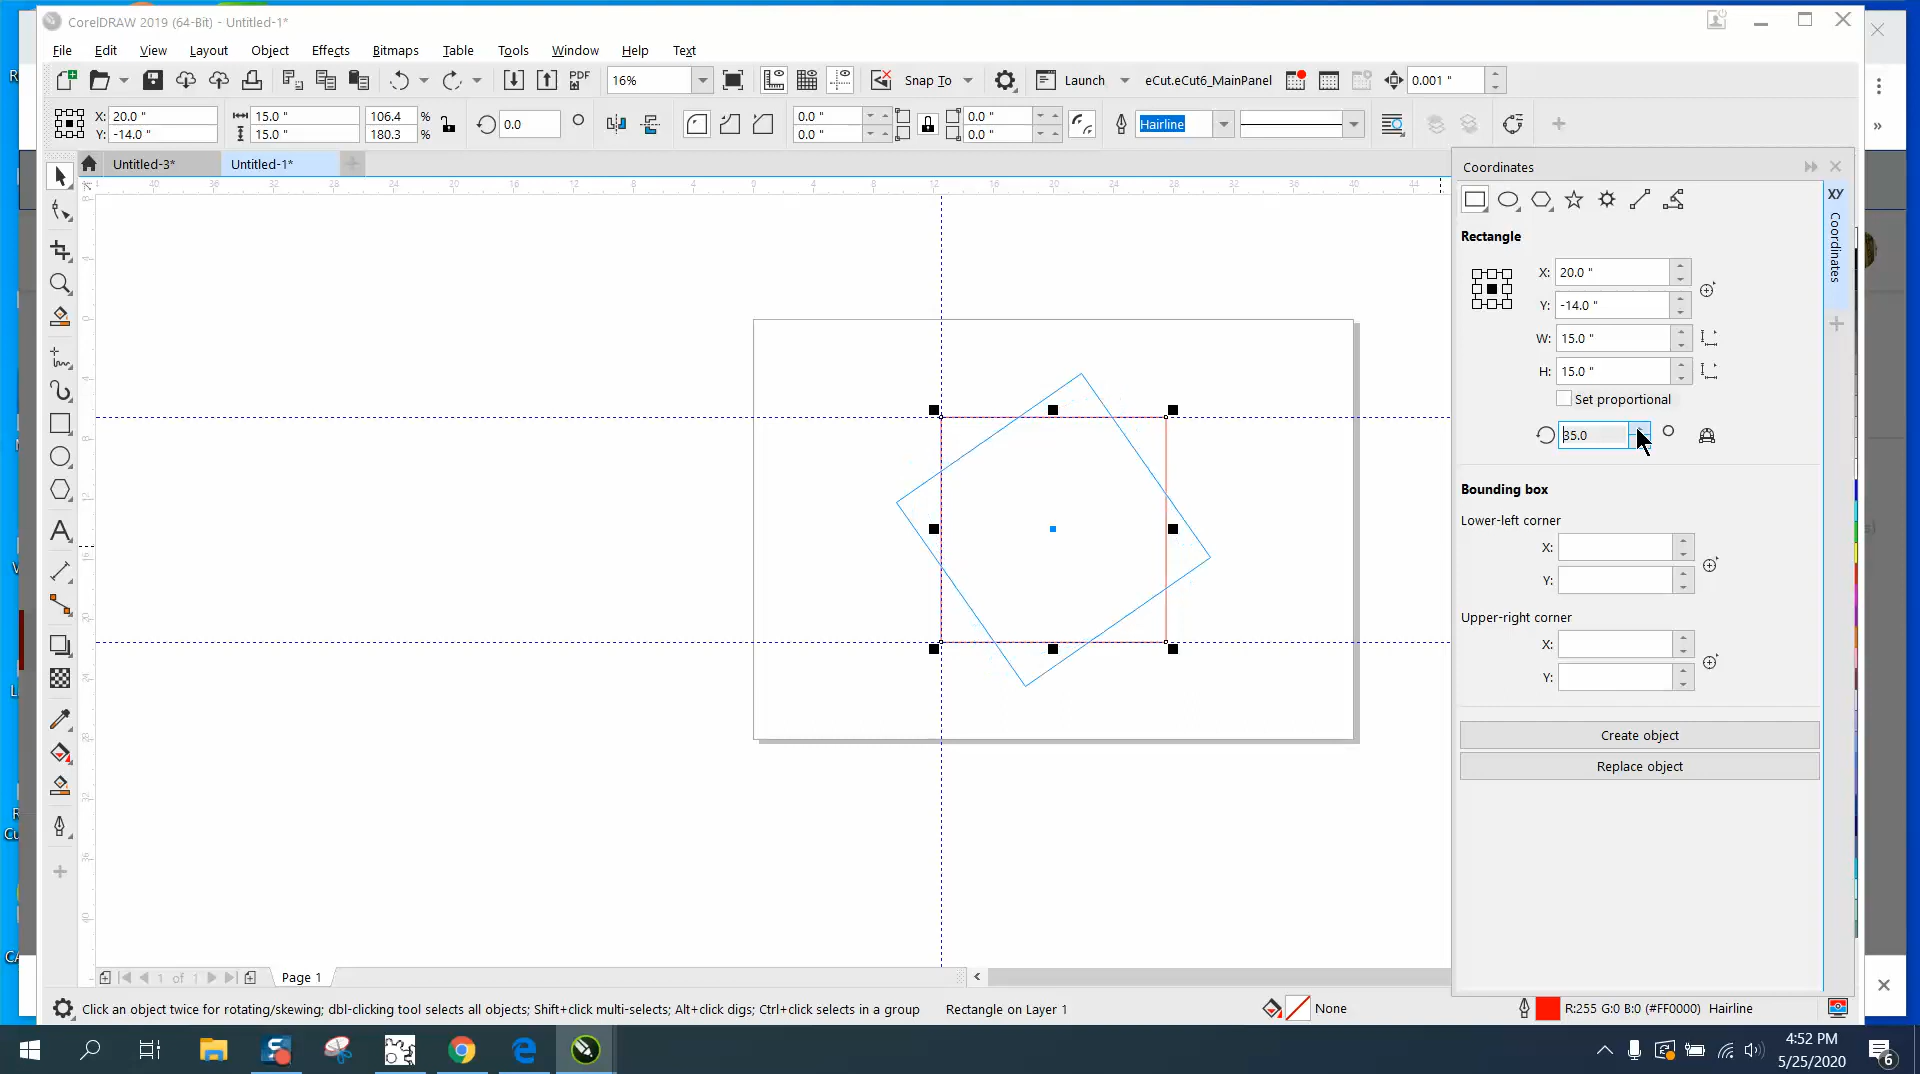 CorelDRAW 2019 (64-Bit) - Untitled-1*
File Edit View Layout Object Effects Bitmaps Table Tools Window Help Text
PDF 16% Snap To Launch eCut.eCut6_MainPanel 0.001 "
X: 20.0 " 15.0 " 106.4 % 0.0 0.0 " 0.0 " Hairline
Y: -14.0 " 15.0 " 180.3 % 0.0 " 0.0 "
Untitled-3* Untitled-1*
Coordinates
XY
Coordinates
Rectangle
X: 20.0 "
Y: -14.0 "
W: 15.0 "
H: 15.0 "
Set proportional
35.0
Bounding box
Lower-left corner
X:
Y:
Upper-right corner
X:
Y:
Create object
Replace object
1 of 1 Page 1
Click an object twice for rotating/skewing; dbl-clicking tool selects all objects; Shift+click multi-selects; Alt+click digs; Ctrl+click selects in a group Rectangle on Layer 1 None R:255 G:0 B:0 (#FF0000) Hairline
4:52 PM
5/25/2020
6